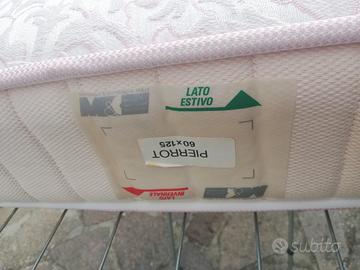 LATO
ESTIVO
PIERROT
60x125
LATO
INVERNALE
subito